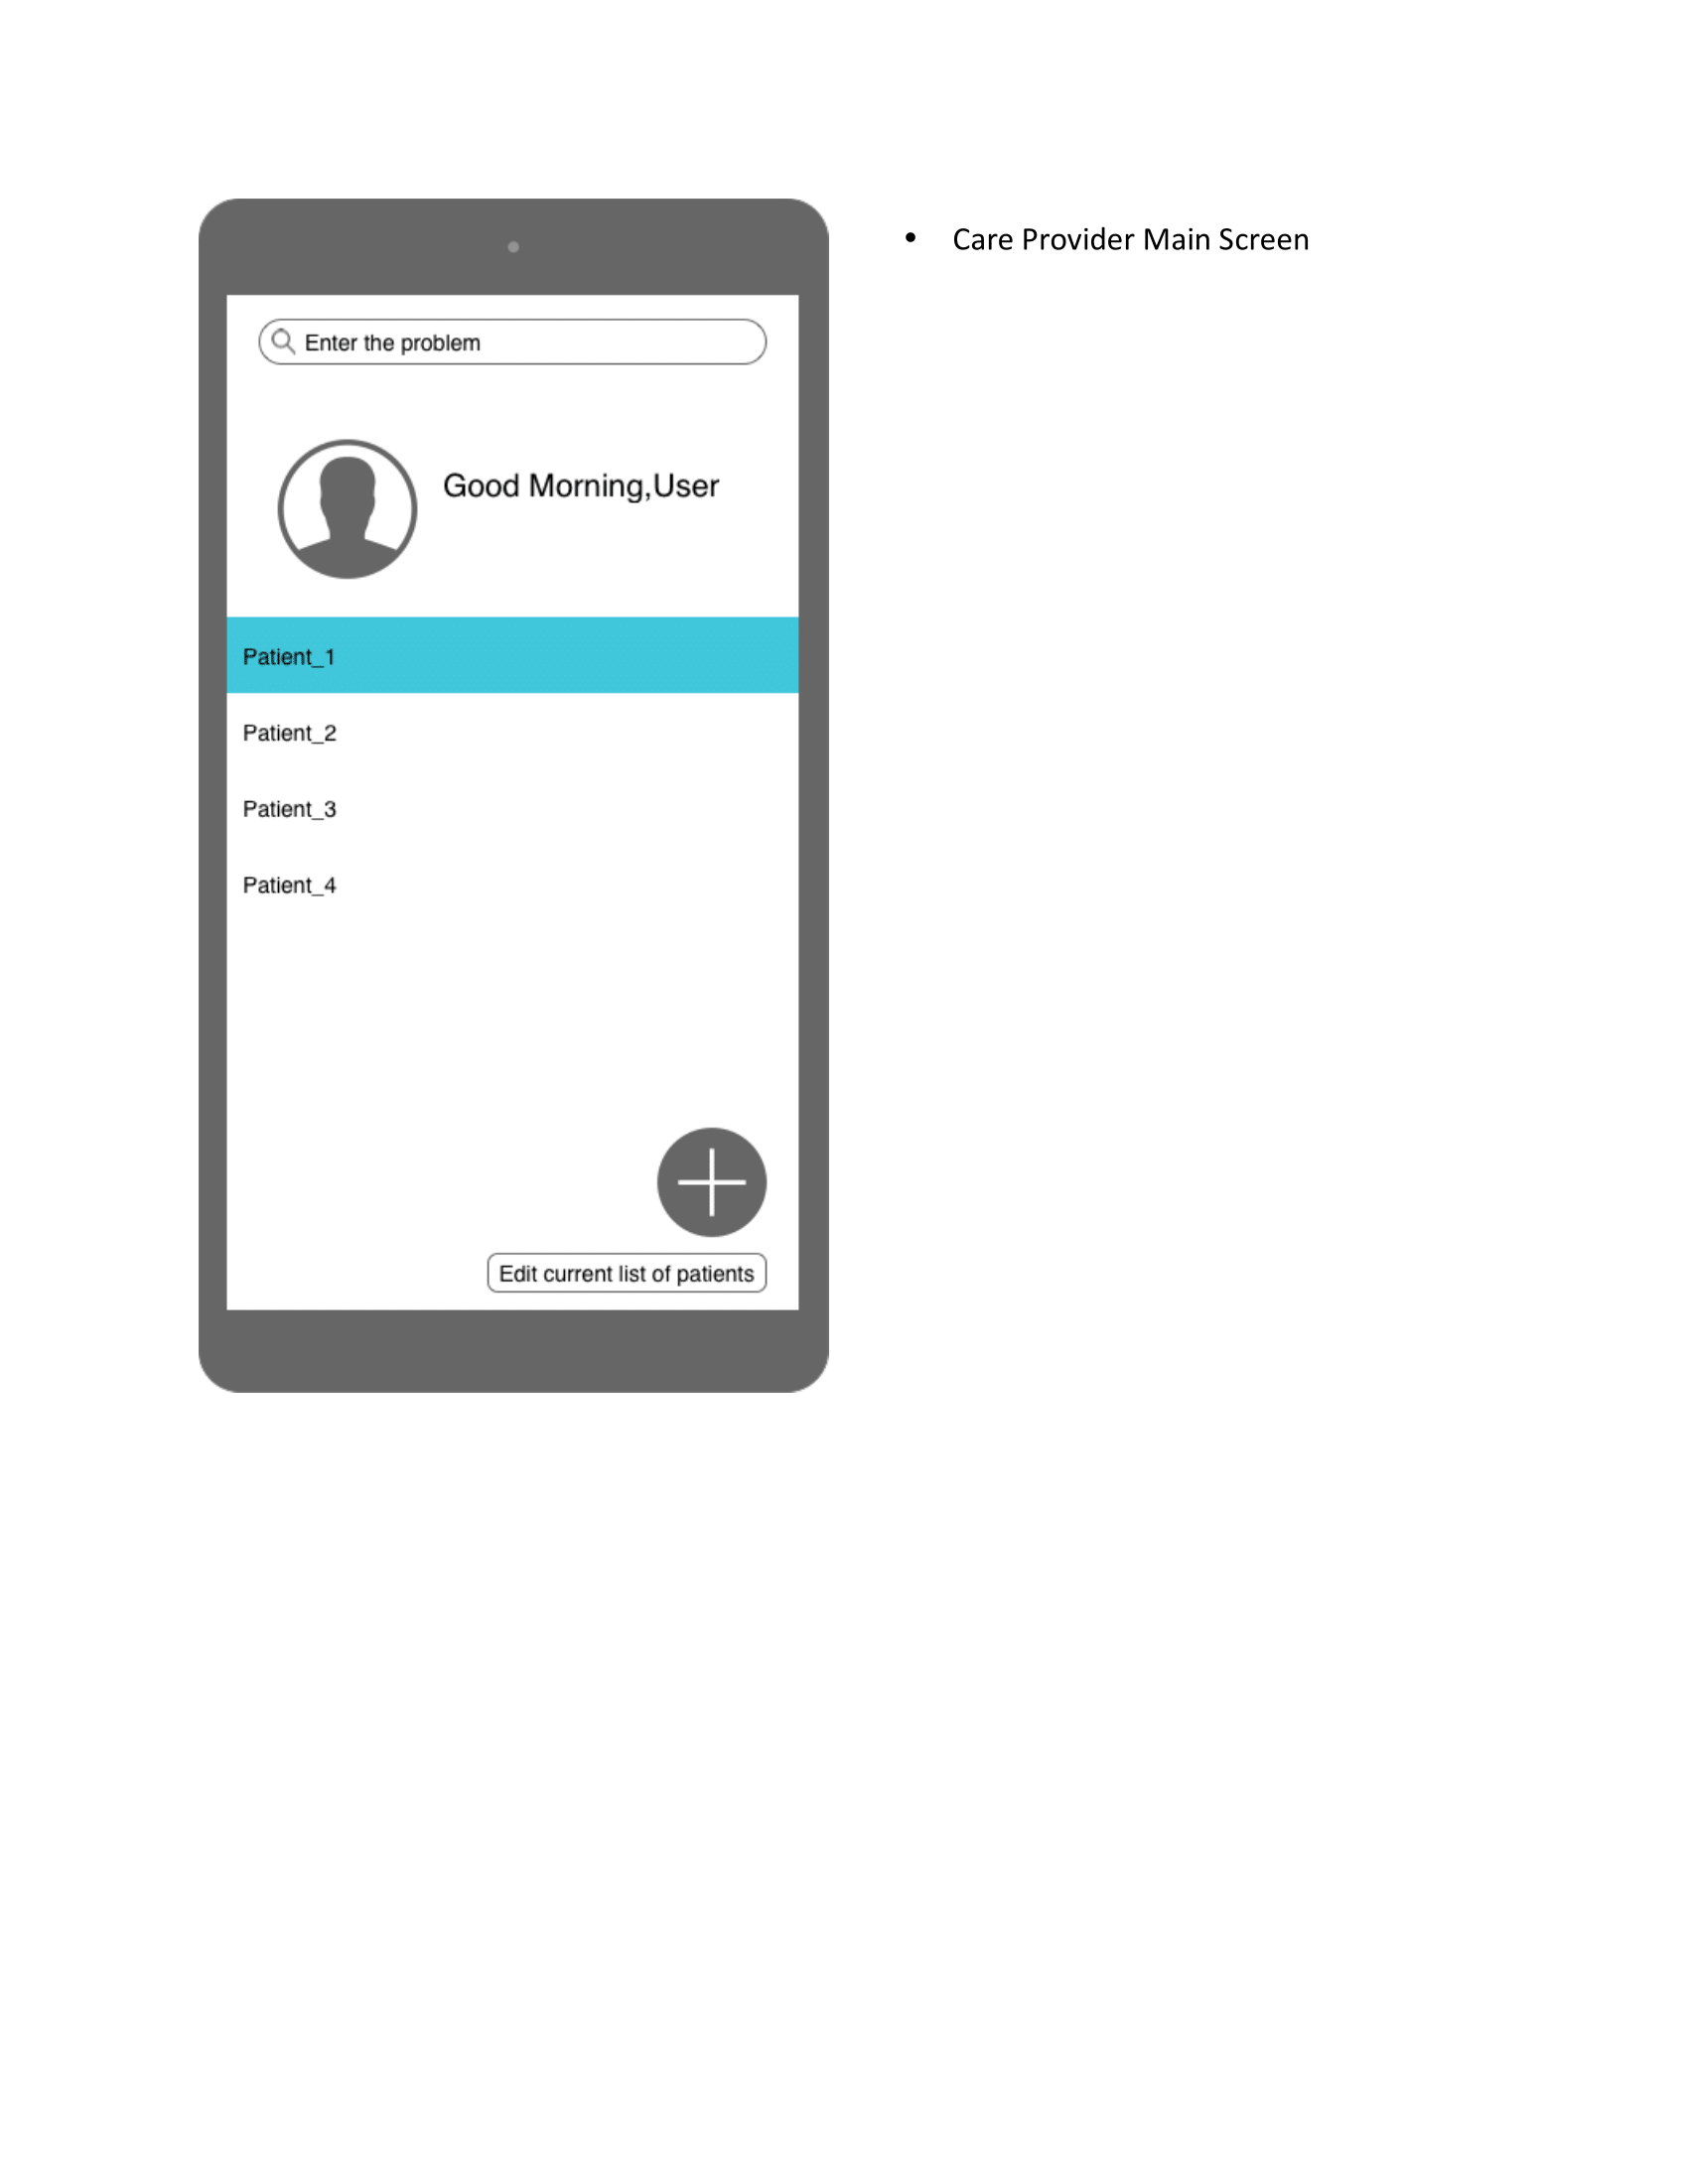 Enter the problem
Good Morning,User
Patient_1
Patient_2
Patient_3
Patient_4
Edit current list of patients
• Care Provider Main Screen